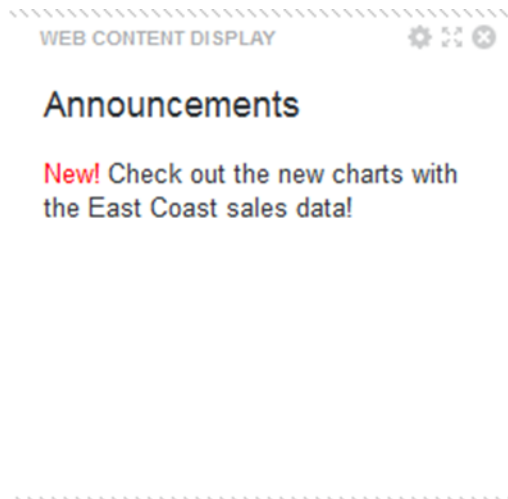 WEB CONTENT DISPLAY
Announcements
New! Check out the new charts with
the East Coast sales data!